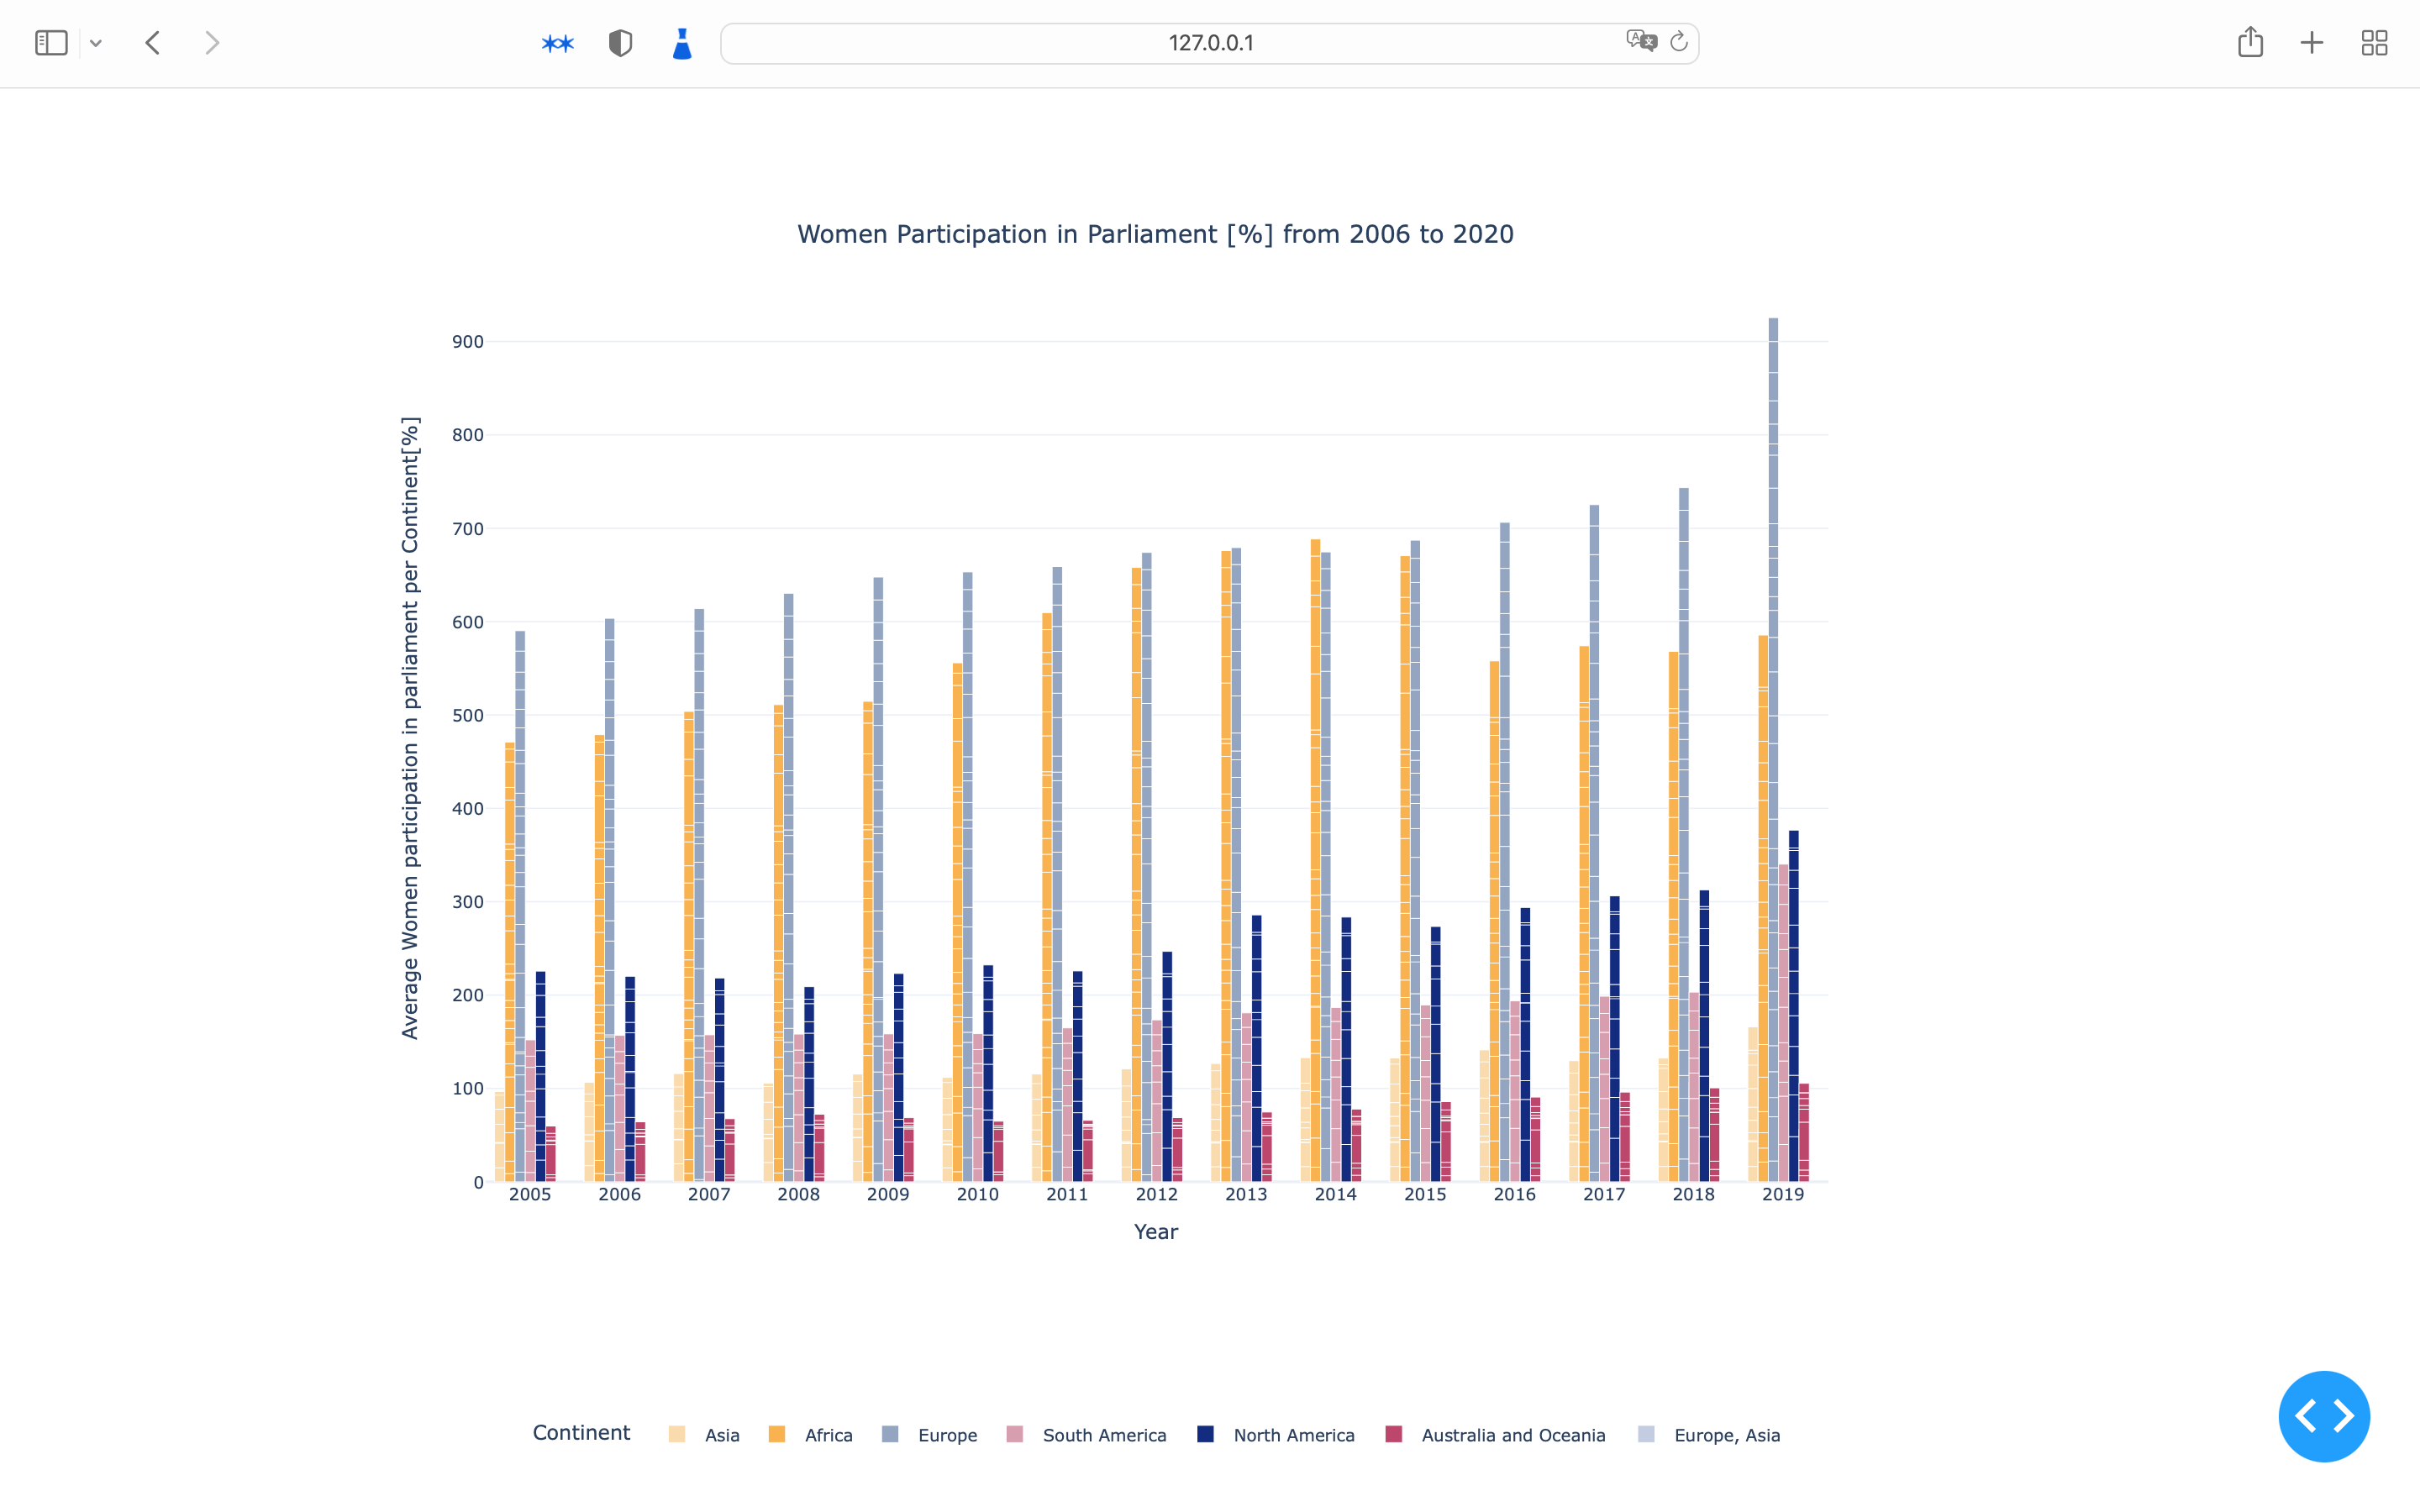 127.0.0.1
Women Participation in Parliament [%] from 2006 to 2020
Average Women participation in parliament per Continent[%]
900
800
700
600
500
400
300
200
100
0
2005 2006 2007 2008 2009 2010 2011 2012 2013 2014 2015 2016 2017 2018 2019
Year
Continent Asia Africa Europe South America North America Australia and Oceania Europe, Asia